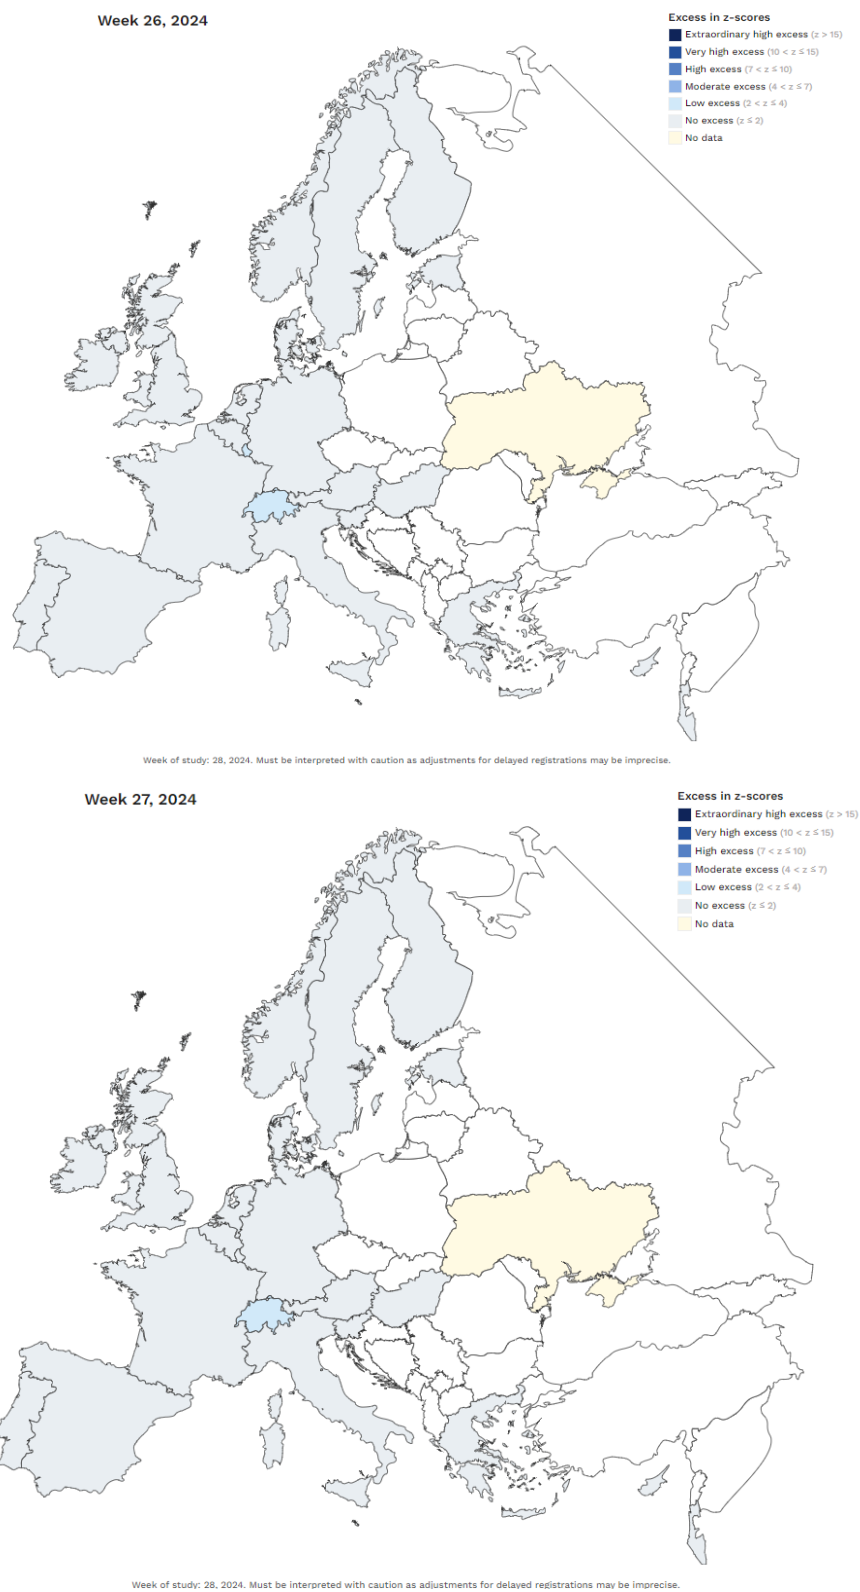 Week 26, 2024
Excess in z-scores
Extraordinary high excess (z > 15)
Very high excess (10 < z ≤ 15)
High excess (7 < z ≤ 10)
Moderate excess (4 < z ≤ 7)
Low excess (2 < z ≤ 4)
No excess (z ≤ 2)
No data
Week of study: 28, 2024. Must be interpreted with caution as adjustments for delayed registrations may be imprecise.
Week 27, 2024
Excess in z-scores
Extraordinary high excess (z > 15)
Very high excess (10 < z ≤ 15)
High excess (7 < z ≤ 10)
Moderate excess (4 < z ≤ 7)
Low excess (2 < z ≤ 4)
No excess (z ≤ 2)
No data
Week of study: 28, 2024. Must be interpreted with caution as adjustments for delayed registrations may be imprecise.